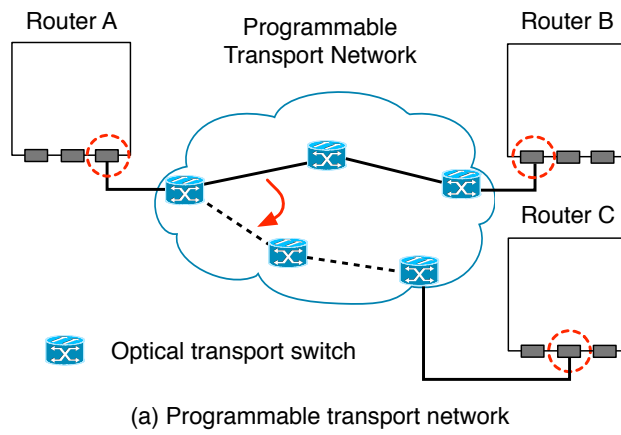 Router A
Programmable
Transport Network
Router B
Router C
Optical transport switch
(a) Programmable transport network